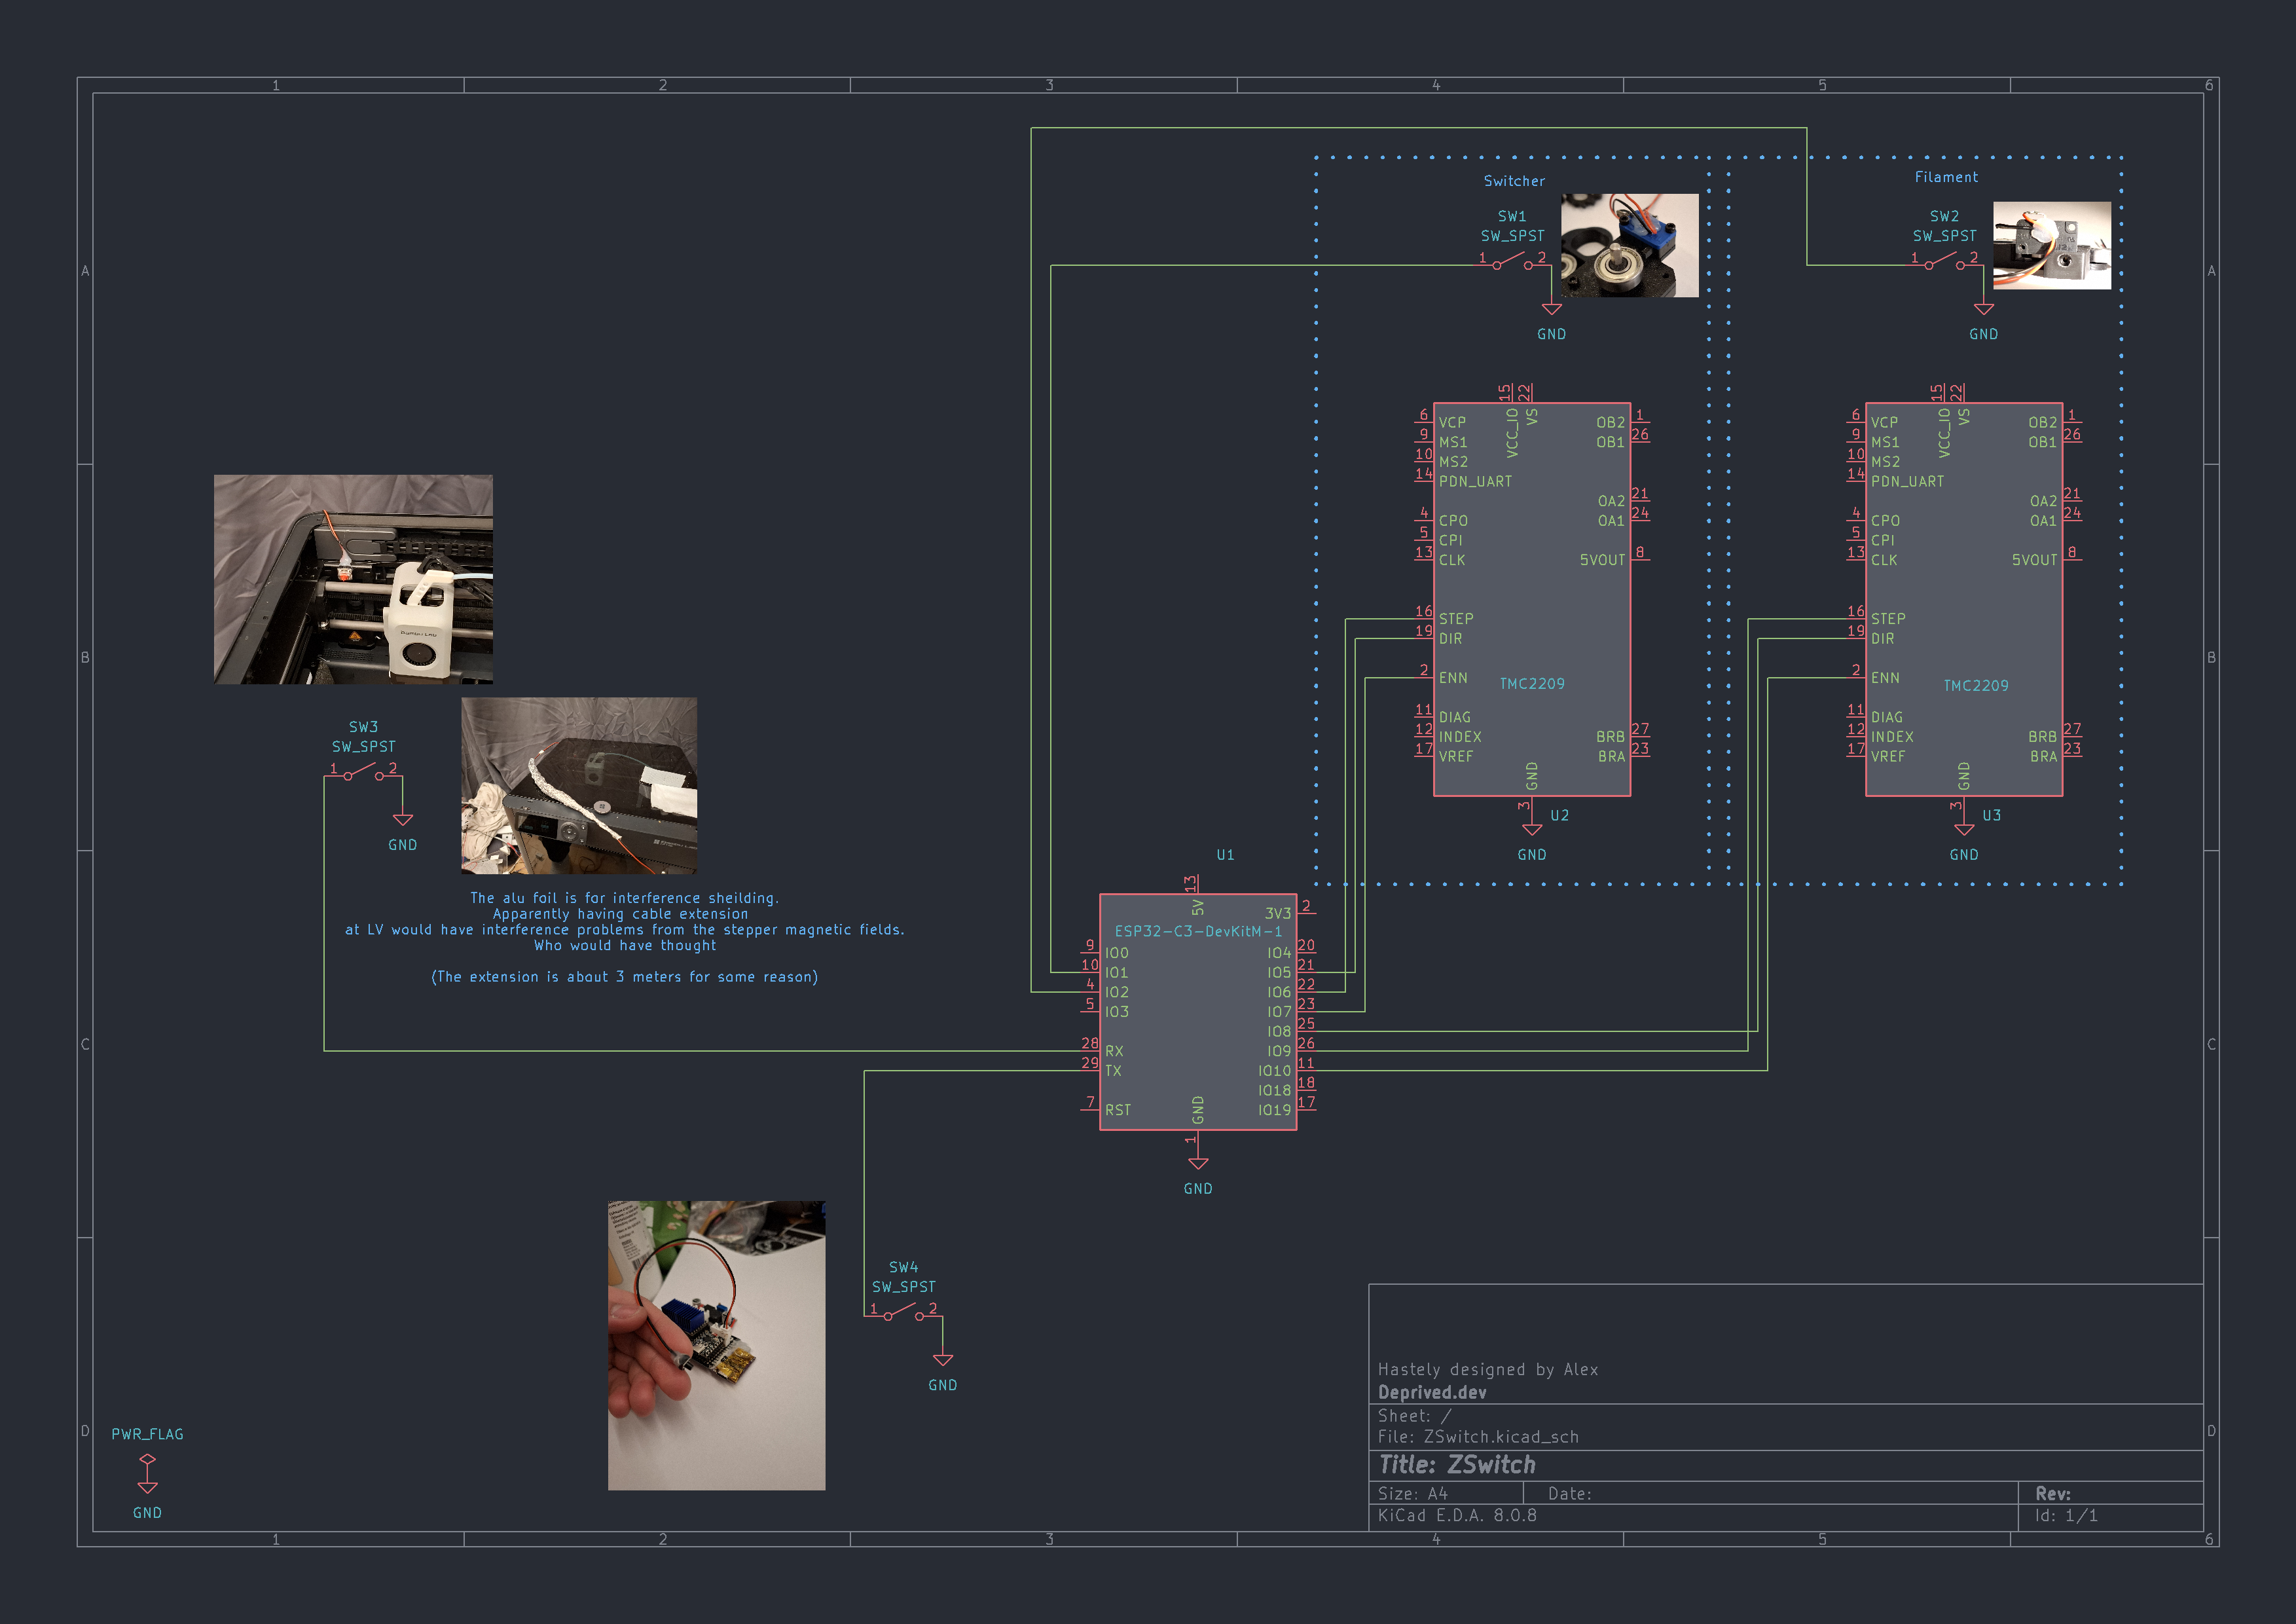 1 2 3 4 5 6
A
B
C
D
Switcher
SW1
SW_SPST
1 2
GND
Filament
SW2
SW_SPST
1 2
GND
15 22
6 VCP VCC_IO VS OB2 1
9 MS1 OB1 26
10 MS2
14 PDN_UART
OA2 21
4 CPO OA1 24
5 CPI
13 CLK 5VOUT 8
16 STEP
19 DIR
2 ENN
TMC2209
11 DIAG
12 INDEX BRB 27
17 VREF BRA 23
GND
3 U2
GND
15 22
6 VCP VCC_IO VS OB2 1
9 MS1 OB1 26
10 MS2
14 PDN_UART
OA2 21
4 CPO OA1 24
5 CPI
13 CLK 5VOUT 8
16 STEP
19 DIR
2 ENN
TMC2209
11 DIAG
12 INDEX BRB 27
17 VREF BRA 23
GND
3 U3
GND
SW3
SW_SPST
1 2
GND
The alu foil is for interference sheilding.
Apparently having cable extension
at LV would have interference problems from the stepper magnetic fields.
Who would have thought
(The extension is about 3 meters for some reason)
U1
13
5V 3V3 2
ESP32-C3-DevKitM-1
9 IO0 IO4 20
10 IO1 IO5 21
4 IO2 IO6 22
5 IO3 IO7 23
IO8 25
28 RX IO9 26
29 TX IO10 11
IO18 18
7 RST GND IO19 17
1
GND
SW4
SW_SPST
1 2
GND
PWR_FLAG
GND
Hastely designed by Alex
Deprived.dev
Sheet: /
File: ZSwitch.kicad_sch
Title: ZSwitch
Size: A4 Date: Rev:
KiCad E.D.A. 8.0.8 Id: 1/1
A
B
C
D
1 2 3 4 5 6